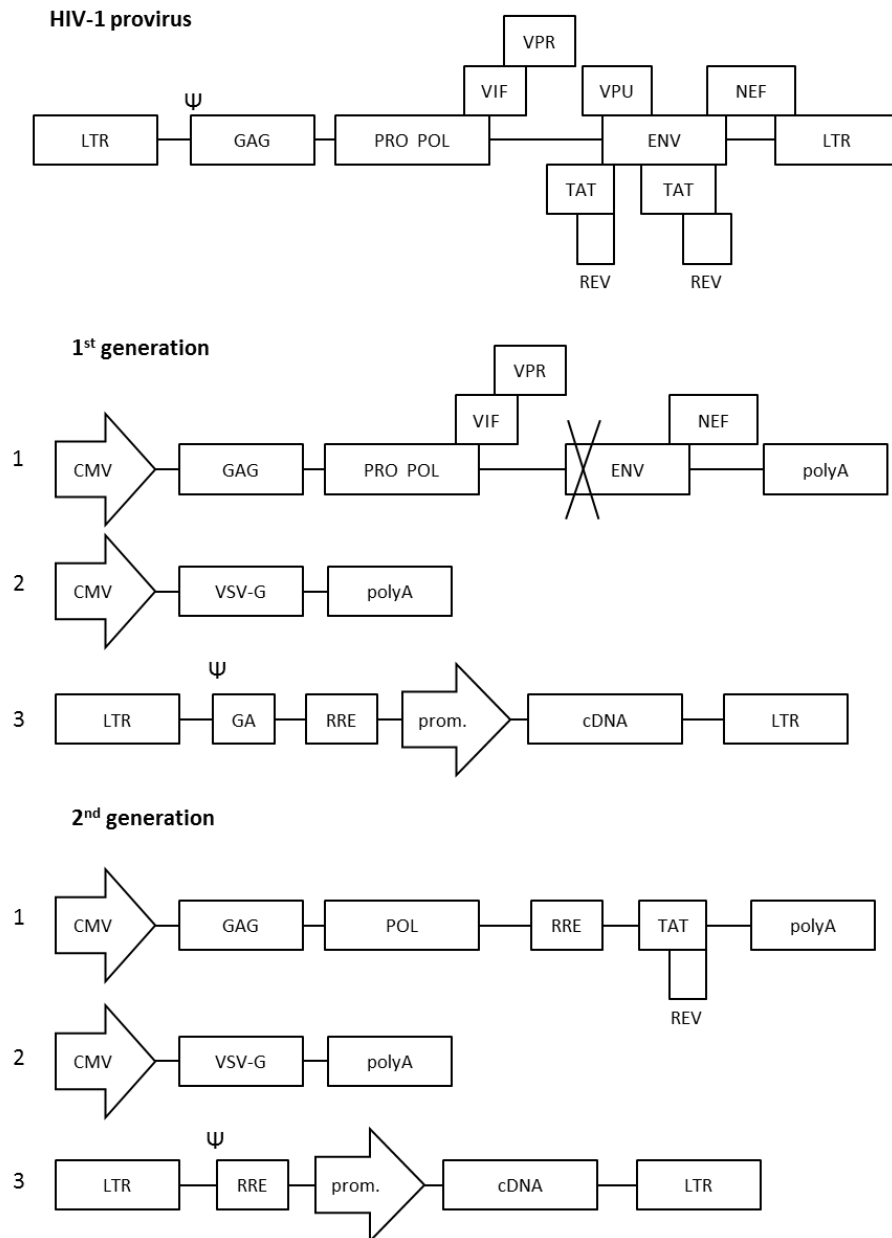 HIV-1 provirus
VPR
VIF VPU NEF
Ψ
LTR GAG PRO POL ENV LTR
TAT TAT
REV REV
1st generation
VPR
VIF NEF
1 CMV GAG PRO POL ENV polyA
2 CMV VSV-G polyA
Ψ
3 LTR GA RRE prom. cDNA LTR
2nd generation
1 CMV GAG POL RRE TAT polyA
REV
2 CMV VSV-G polyA
Ψ
3 LTR RRE prom. cDNA LTR